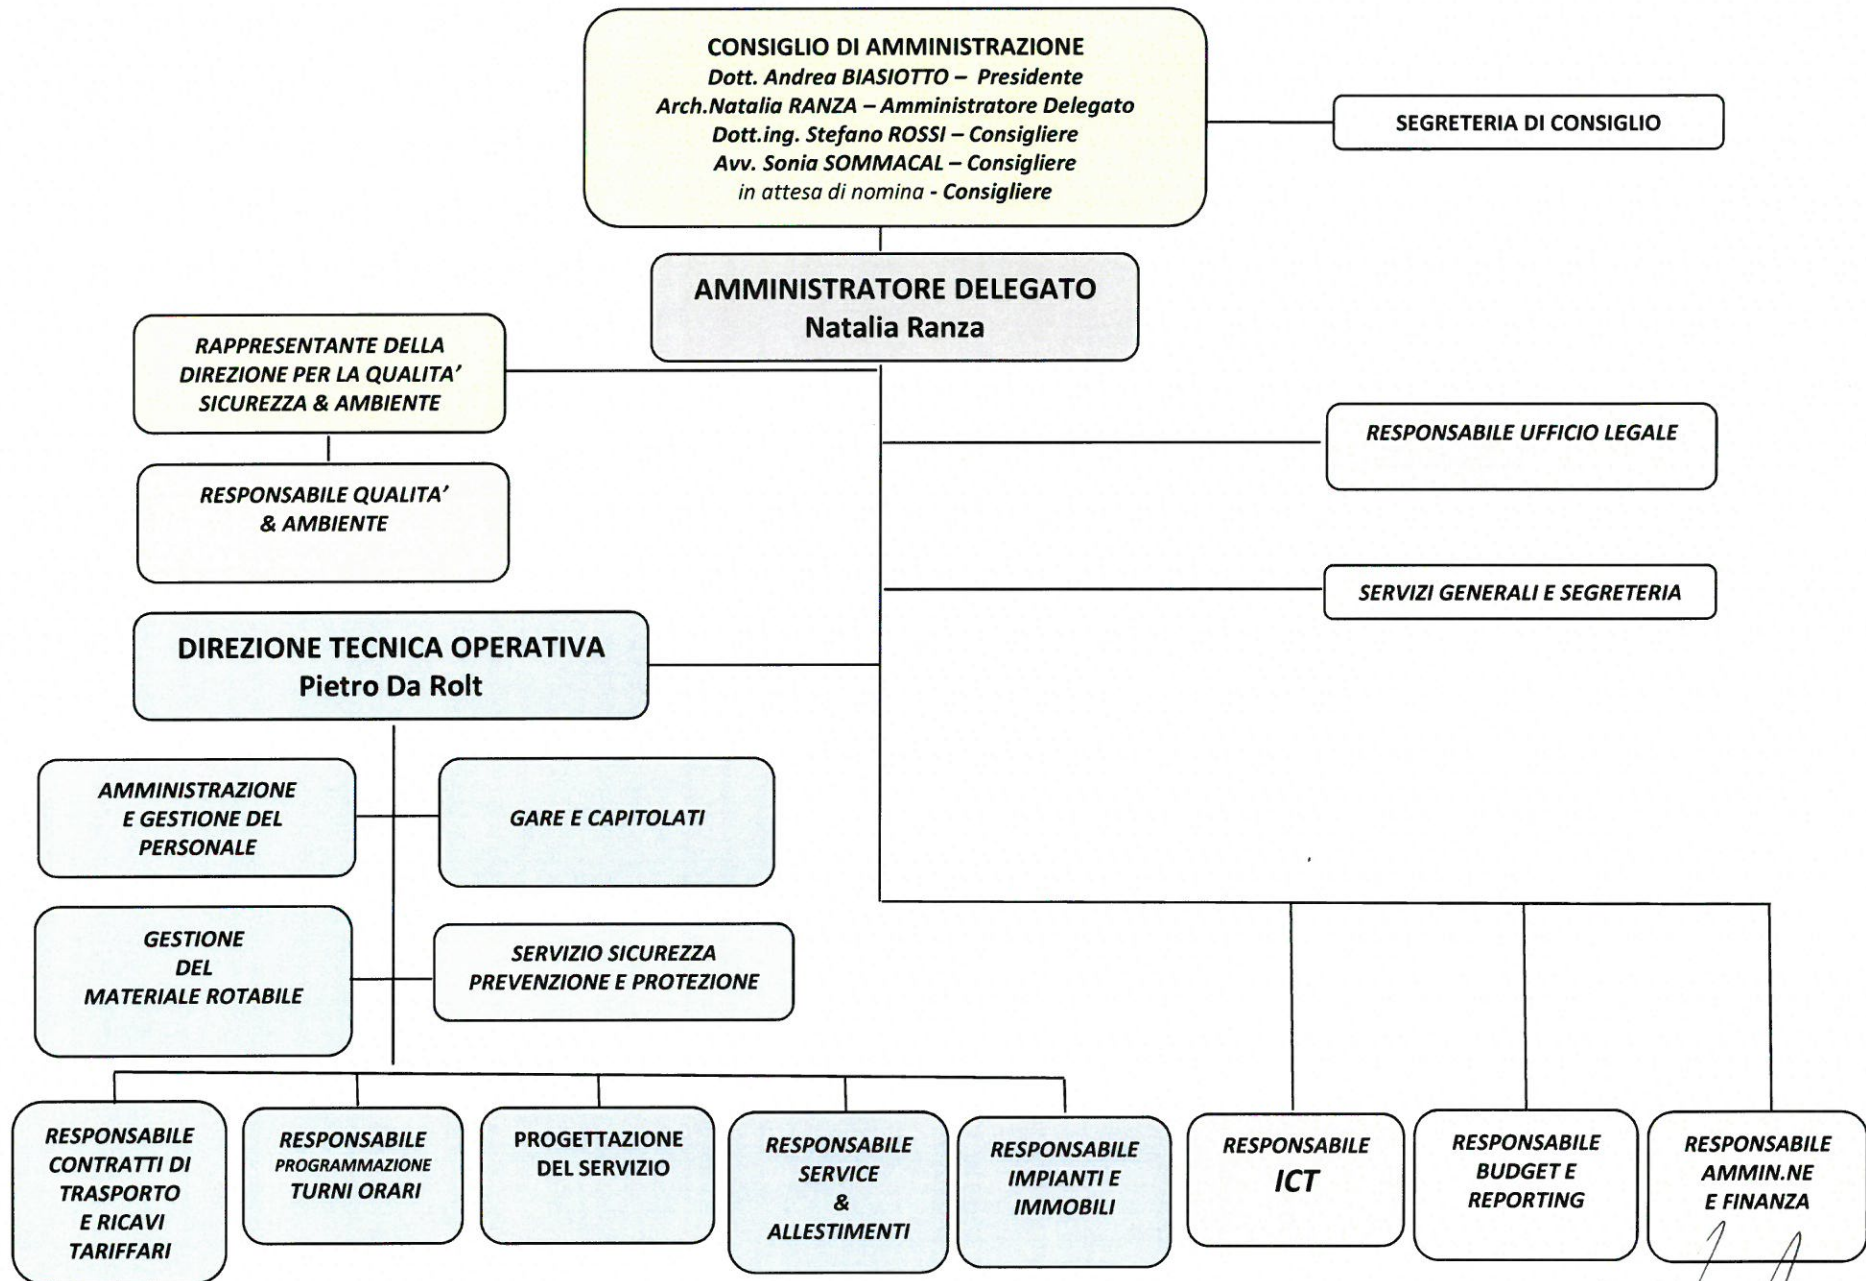 CONSIGLIO DI AMMINISTRAZIONE
Dott. Andrea BIASIOTTO – Presidente
Arch.Natalia RANZA – Amministratore Delegato
Dott.ing. Stefano ROSSI – Consigliere
Avv. Sonia SOMMACAL – Consigliere
in attesa di nomina - Consigliere
SEGRETERIA DI CONSIGLIO
AMMINISTRATORE DELEGATO
Natalia Ranza
RAPPRESENTANTE DELLA
DIREZIONE PER LA QUALITA’
SICUREZZA & AMBIENTE
RESPONSABILE UFFICIO LEGALE
RESPONSABILE QUALITA’
& AMBIENTE
SERVIZI GENERALI E SEGRETERIA
DIREZIONE TECNICA OPERATIVA
Pietro Da Rolt
AMMINISTRAZIONE
E GESTIONE DEL
PERSONALE
GARE E CAPITOLATI
GESTIONE
DEL
MATERIALE ROTABILE
SERVIZIO SICUREZZA
PREVENZIONE E PROTEZIONE
RESPONSABILE
CONTRATTI DI
TRASPORTO
E RICAVI
TARIFFARI
RESPONSABILE
PROGRAMMAZIONE
TURNI ORARI
PROGETTAZIONE
DEL SERVIZIO
RESPONSABILE
SERVICE
&
ALLESTIMENTI
RESPONSABILE
IMPIANTI E
IMMOBILI
RESPONSABILE
ICT
RESPONSABILE
BUDGET E
REPORTING
RESPONSABILE
AMMIN.NE
E FINANZA